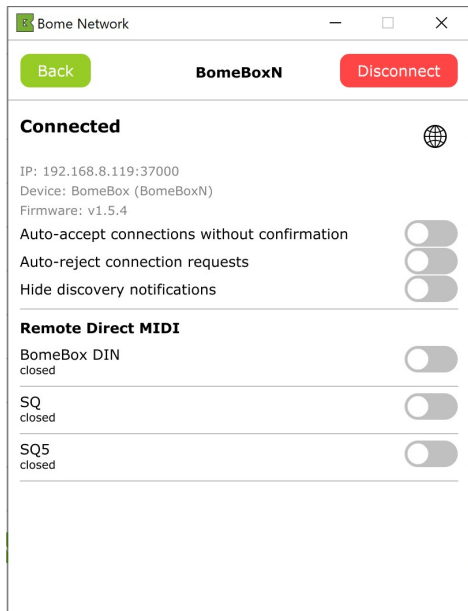 Bome Network
Back
BomeBoxN
Disconnect
Connected
IP: 192.168.8.119:37000
Device: BomeBox (BomeBoxN)
Firmware: v1.5.4
Auto-accept connections without confirmation
Auto-reject connection requests
Hide discovery notifications
Remote Direct MIDI
BomeBox DIN
closed
SQ
closed
SQ5
closed